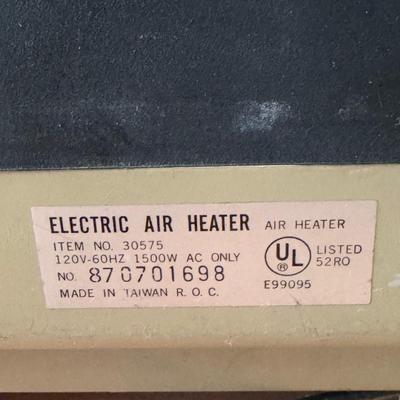 ELECTRIC AIR HEATER AIR HEATER
ITEM NO. 30575
120V-60HZ 1500W AC ONLY
NO. 870701698
MADE IN TAIWAN R. O. C.
UL LISTED
52RO
E99095